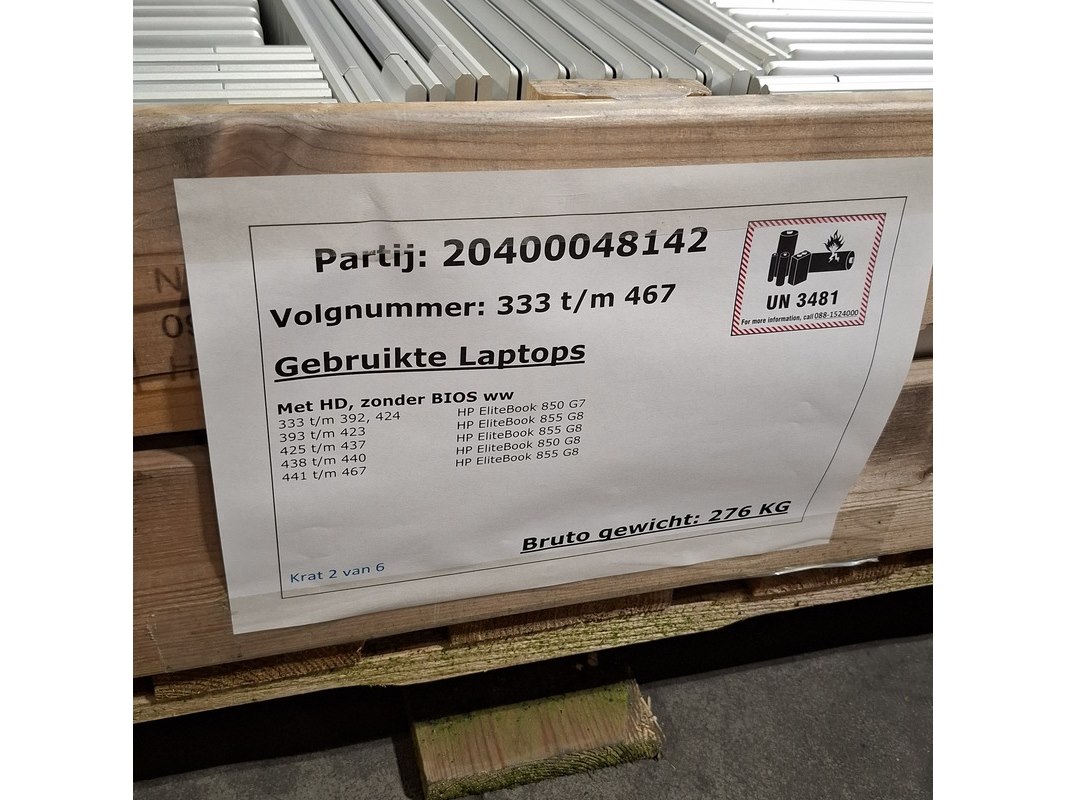 Partij: 20400048142
Volgnummer: 333 t/m 467
Gebruikte Laptops
Met HD, zonder BIOS ww
333 t/m 392, 424 HP EliteBook 850 G7
393 t/m 423 HP EliteBook 855 G8
425 t/m 437 HP EliteBook 855 G8
438 t/m 440 HP EliteBook 850 G8
441 t/m 467 HP EliteBook 855 G8
Bruto gewicht: 276 KG
Krat 2 van 6
UN 3481
For more information, call 088-1524000